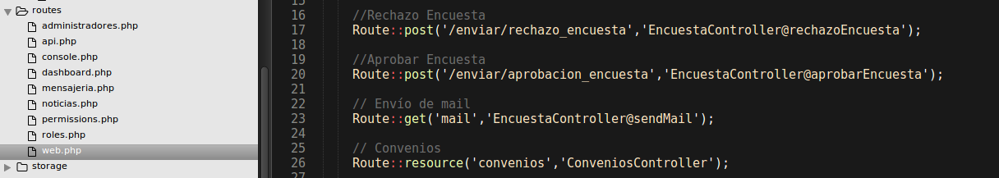 routes
administradores.php
api.php
console.php
dashboard.php
mensajeria.php
noticias.php
permissions.php
roles.php
web.php
storage
16 //Rechazo Encuesta
17 Route::post('/enviar/rechazo_encuesta','EncuestaController@rechazoEncuesta');
18
19 //Aprobar Encuesta
20 Route::post('/enviar/aprobacion_encuesta','EncuestaController@aprobarEncuesta');
21
22 // Envío de mail
23 Route::get('mail','EncuestaController@sendMail');
24
25 // Convenios
26 Route::resource('convenios','ConveniosController');